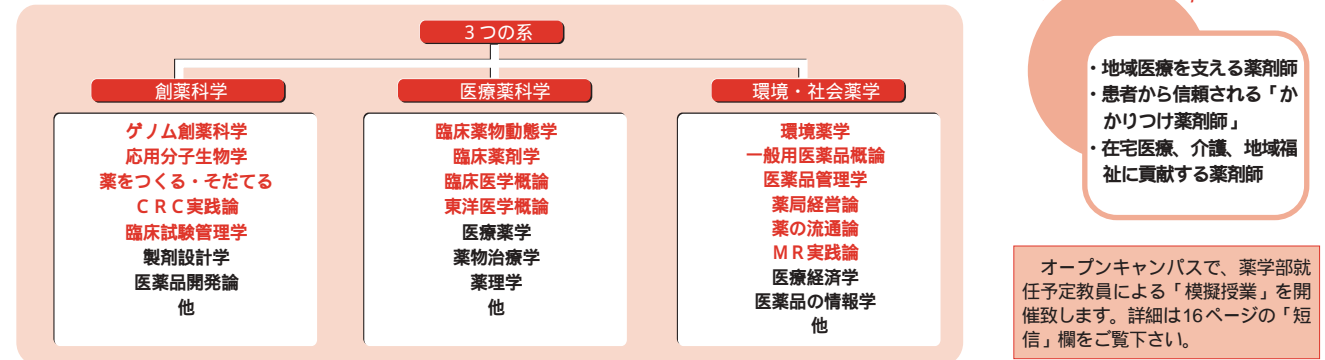 3つの系
創薬科学
ゲノム創薬科学
応用分子生物学
薬をつくる・そだてる
CRC実践論
臨床試験管理学
製剤設計学
医薬品開発論
他
医療薬科学
臨床薬物動態学
臨床薬剤学
臨床医学概論
東洋医学概論
医療薬学
薬物治療学
薬理学
他
環境・社会薬学
環境薬学
一般用医薬品概論
医薬品管理学
薬局経営論
薬の流通論
MR実践論
医療経済学
医薬品の情報学
他
・地域医療を支える薬剤師
・患者から信頼される「か
かりつけ薬剤師」
・在宅医療、介護、地域福
祉に貢献する薬剤師
オープンキャンパスで、薬学部就
任予定教員による「模擬授業」を開
催致します。詳細は16ページの「短
信」欄をご覧下さい。